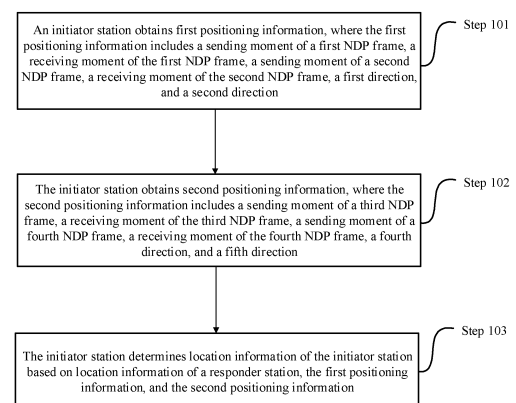 An initiator station obtains first positioning information, where the first
positioning information includes a sending moment of a first NDP frame, a
receiving moment of the first NDP frame, a sending moment of a second
NDP frame, a receiving moment of the second NDP frame, a first direction,
and a second direction
Step 101
The initiator station obtains second positioning information, where the
second positioning information includes a sending moment of a third NDP
frame, a receiving moment of the third NDP frame, a sending moment of a
fourth NDP frame, a receiving moment of the fourth NDP frame, a fourth
direction, and a fifth direction
Step 102
The initiator station determines location information of the initiator station
based on location information of a responder station, the first positioning
information, and the second positioning information
Step 103